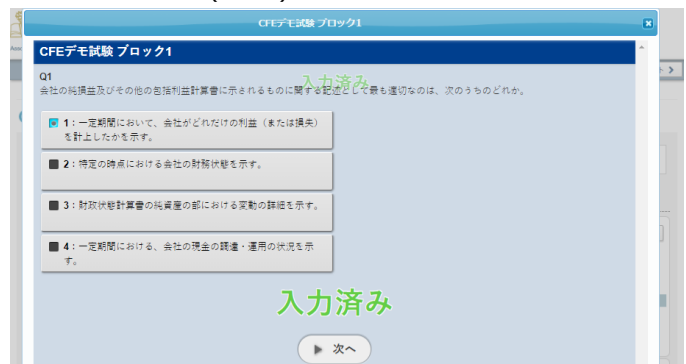 CFEデモ試験 ブロック1
CFEデモ試験 ブロック1
Q1
会社の純損益及びその他の包括利益計算書に示されるものに関する記述として最も適切なのは、次のうちのどれか。
入力済み
1：一定期間において、会社がどれだけの利益（または損失）
を計上したかを示す。
2：特定の時点における会社の財務状態を示す。
3：財政状態計算書の純資産の部における変動の詳細を示す。
4：一定期間における、会社の現金の調達・運用の状況を示
す。
入力済み
次へ